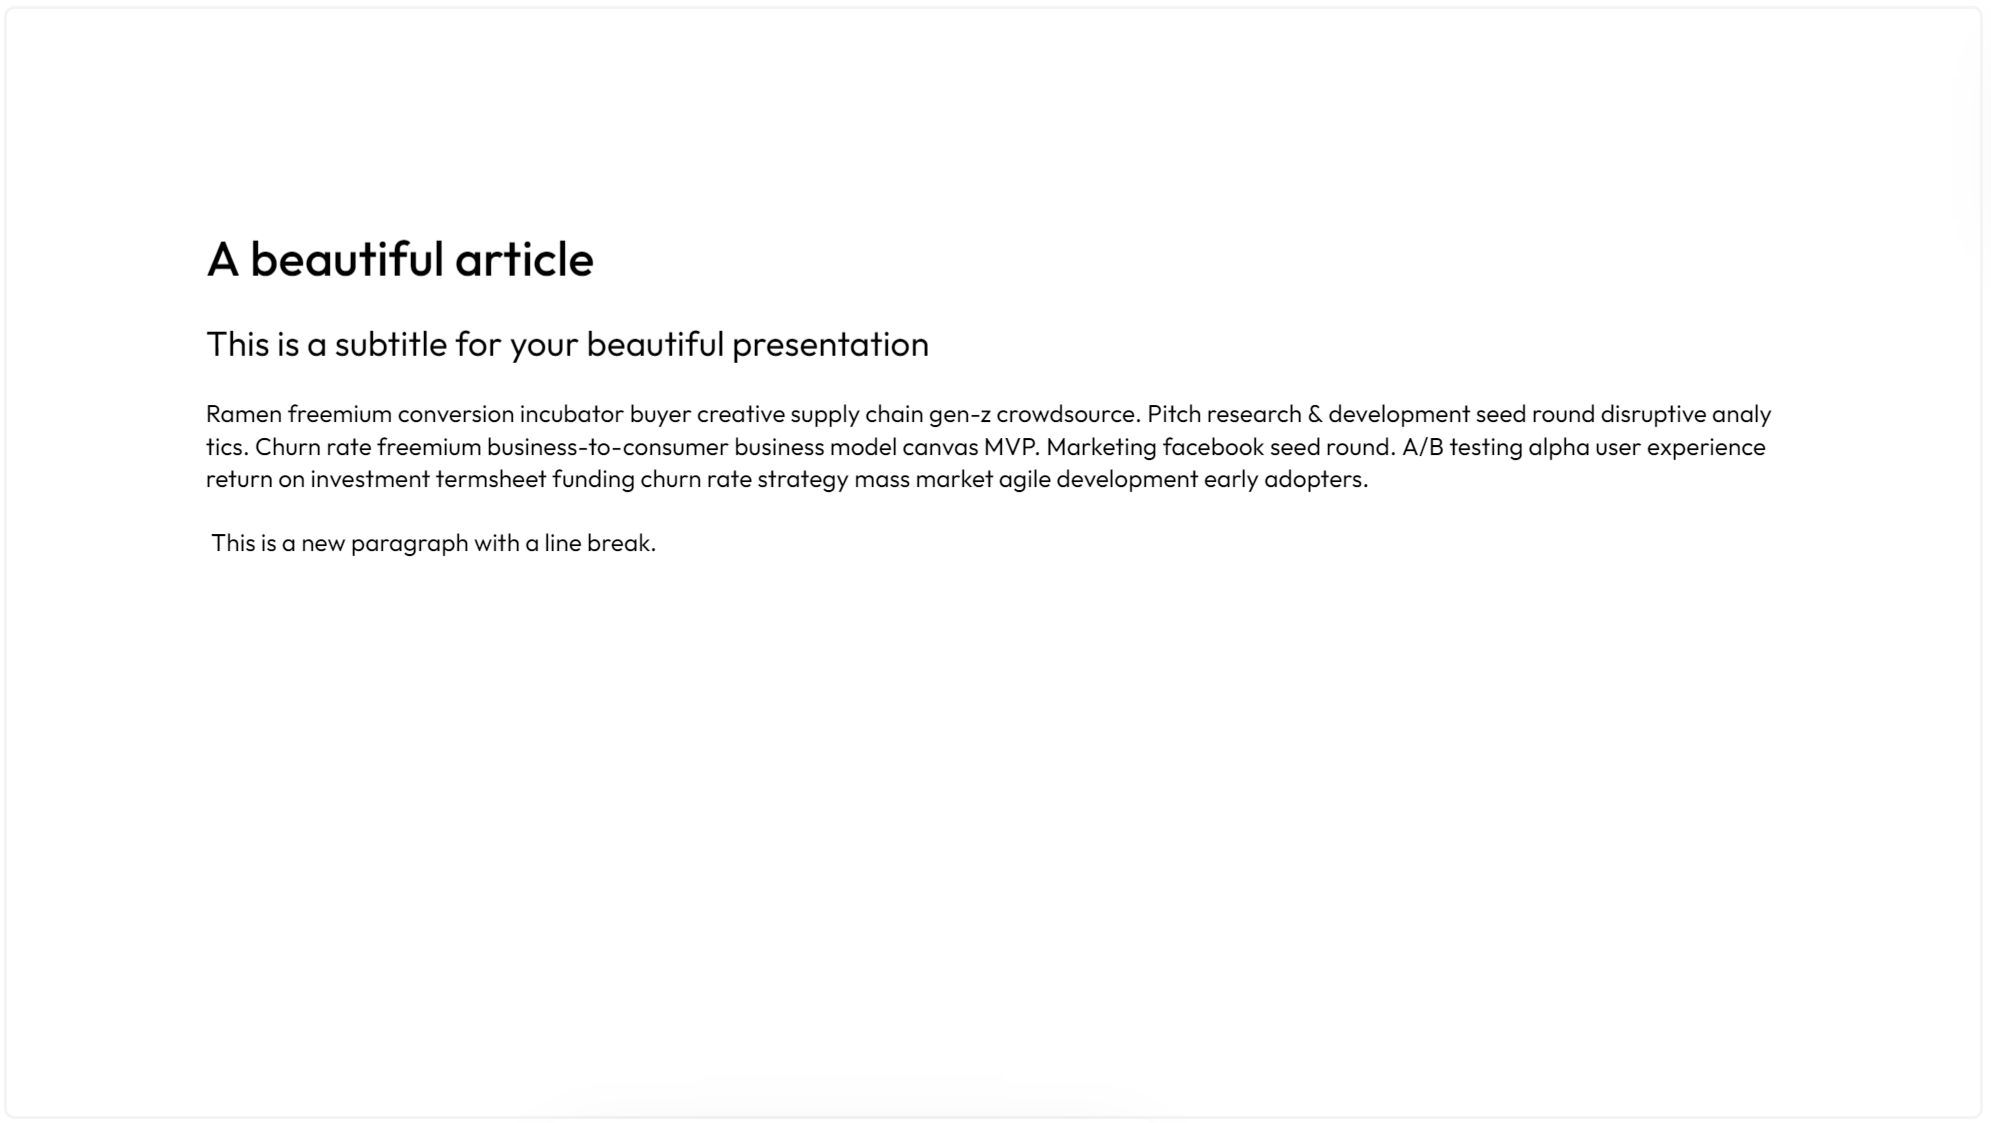 A beautiful article
This is a subtitle for your beautiful presentation
Ramen freemium conversion incubator buyer creative supply chain gen-z crowdsource. Pitch research & development seed round disruptive analy
tics. Churn rate freemium business-to-consumer business model canvas MVP. Marketing facebook seed round. A/B testing alpha user experience
return on investment termsheet funding churn rate strategy mass market agile development early adopters.
This is a new paragraph with a line break.